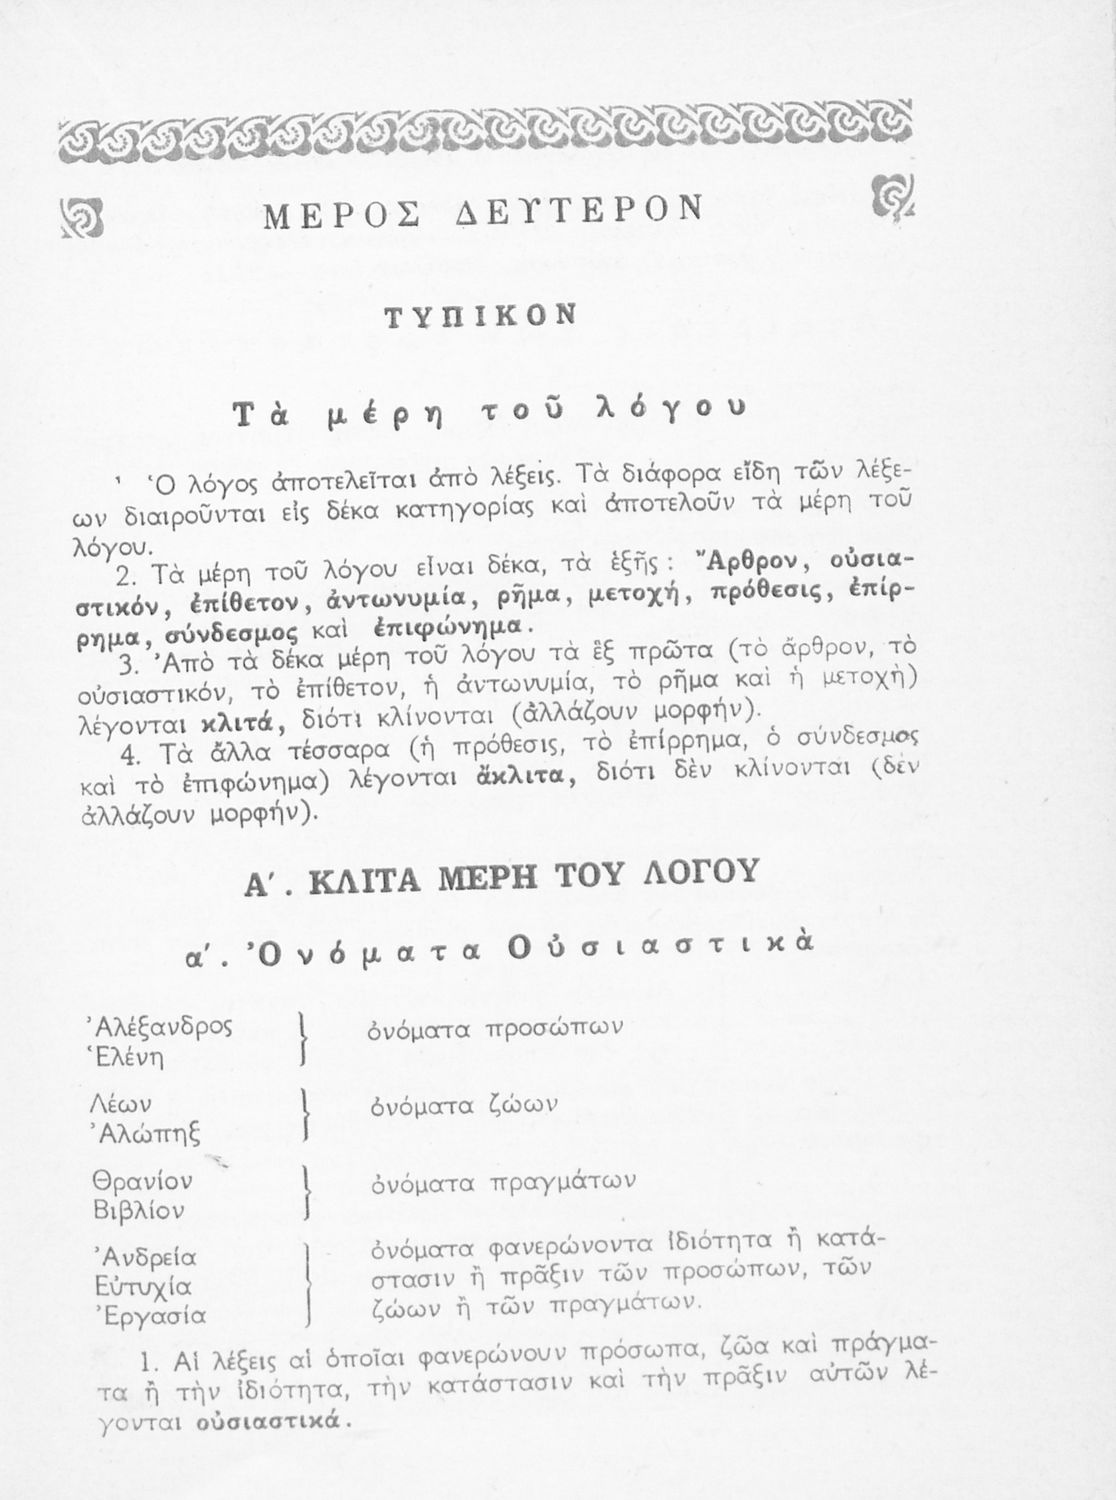 ΜΕΡΟΣ ΔΕΥΤΕΡΟΝ
ΤΥΠΙΚΟΝ
Τὰ μέρη τοῦ λόγου
Ὁ λόγος ἀποτελεῖται ἀπὸ λέξεις. Τὰ διάφορα εἴδη τῶν λέξε-
ων διαιροῦνται εἰς δέκα κατηγορίας καὶ ἀποτελοῦν τὰ μέρη τοῦ
λόγου.
2. Τὰ μέρη τοῦ λόγου εἶναι δέκα, τὰ ἑξῆς : Ἄρθρον, οὐσια-
στικόν, ἐπίθετον, ἀντωνυμία, ρῆμα, μετοχή, πρόθεσις, ἐπίρ-
ρημα, σύνδεσμος καὶ ἐπιφώνημα.
3. Ἀπὸ τὰ δέκα μέρη τοῦ λόγου τὰ ἓξ πρῶτα (τὸ ἄρθρον, τὸ
οὐσιαστικόν, τὸ ἐπίθετον, ἡ ἀντωνυμία, τὸ ρῆμα καὶ ἡ μετοχὴ)
λέγονται κλιτά, διότι κλίνονται (ἀλλάζουν μορφήν).
4. Τὰ ἄλλα τέσσαρα (ἡ πρόθεσις, τὸ ἐπίρρημα, ὁ σύνδεσμος
καὶ τὸ ἐπιφώνημα) λέγονται ἄκλιτα, διότι δὲν κλίνονται (δὲν
ἀλλάζουν μορφήν).
Α΄. ΚΛΙΤΑ ΜΕΡΗ ΤΟΥ ΛΟΓΟΥ
α΄. Ὀνόματα Οὐσιαστικὰ
Ἀλέξανδρος
Ἑλένη
} ὀνόματα προσώπων
Λέων
Ἀλώπηξ
} ὀνόματα ζώων
Θρανίον
Βιβλίον
} ὀνόματα πραγμάτων
Ἀνδρεία
Εὐτυχία
Ἐργασία
} ὀνόματα φανερώνοντα ἰδιότητα ἢ κατά-
στασιν ἢ πρᾶξιν τῶν προσώπων, τῶν
ζώων ἢ τῶν πραγμάτων.
1. Αἱ λέξεις αἱ ὁποῖαι φανερώνουν πρόσωπα, ζῶα καὶ πράγμα-
τα ἢ τὴν ἰδιότητα, τὴν κατάστασιν καὶ τὴν πρᾶξιν αὐτῶν λέ-
γονται οὐσιαστικά.